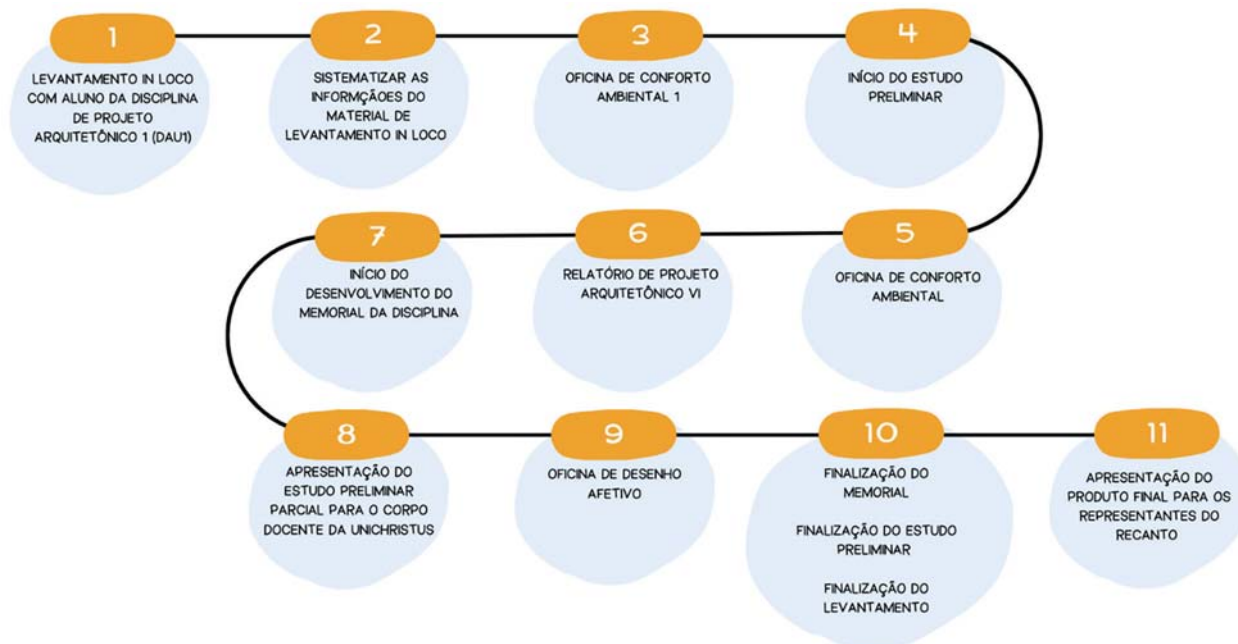 1
LEVANTAMENTO IN LOCO
COM ALUNO DA DISCIPLINA
DE PROJETO
ARQUITETÔNICO 1 (DAU1)
2
SISTEMATIZAR AS
INFORMÇÃOES DO
MATERIAL DE
LEVANTAMENTO IN LOCO
3
OFICINA DE CONFORTO
AMBIENTAL 1
4
INÍCIO DO ESTUDO
PRELIMINAR
5
OFICINA DE CONFORTO
AMBIENTAL
6
RELATÓRIO DE PROJETO
ARQUITETÔNICO VI
7
INÍCIO DO
DESENVOLVIMENTO DO
MEMORIAL DA DISCIPLINA
8
APRESENTAÇÃO DO
ESTUDO PRELIMINAR
PARCIAL PARA O CORPO
DOCENTE DA UNICHRISTUS
9
OFICINA DE DESENHO
AFETIVO
10
FINALIZAÇÃO DO
MEMORIAL
FINALIZAÇÃO DO ESTUDO
PRELIMINAR
FINALIZAÇÃO DO
LEVANTAMENTO
11
APRESENTAÇÃO DO
PRODUTO FINAL PARA OS
REPRESENTANTES DO
RECANTO